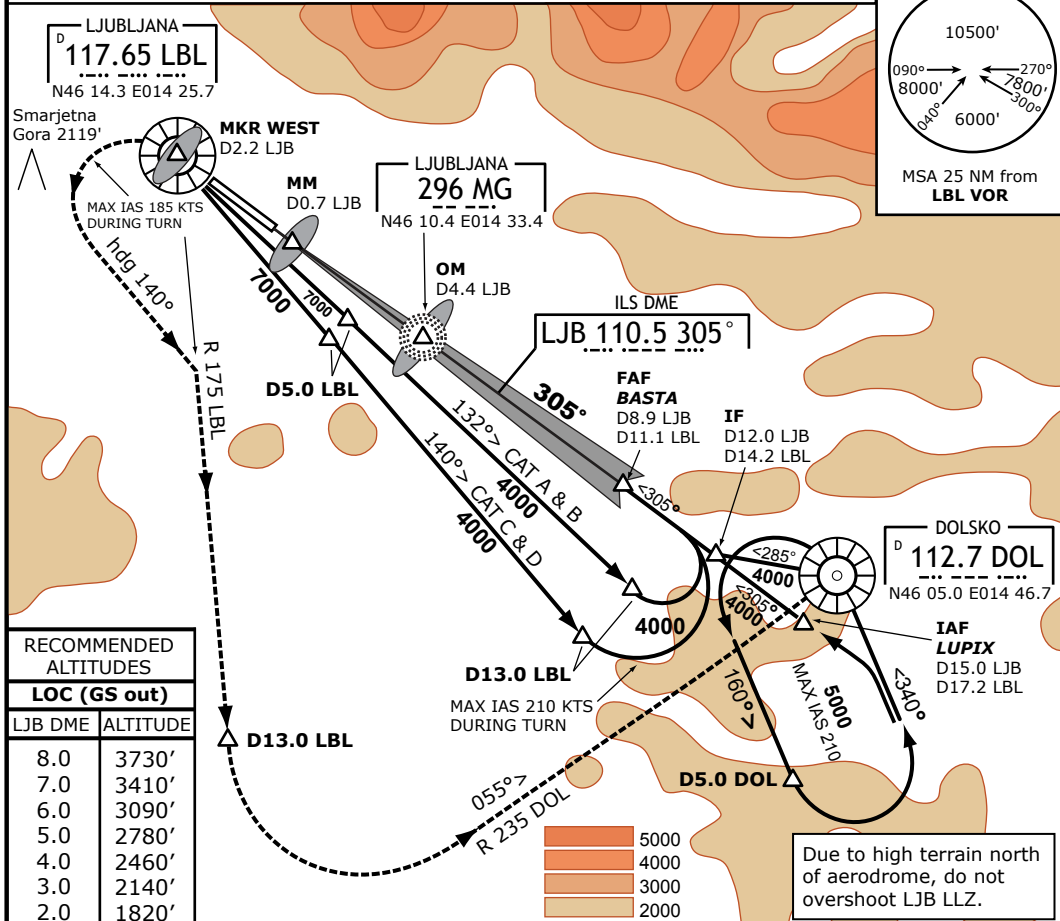 LJUBLJANA
D 117.65 LBL
N46 14.3 E014 25.7
Smarjetna
Gora 2119'
MKR WEST
D2.2 LJB
MAX IAS 185 KTS
DURING TURN
hdg 140°
R 175 LBL
MM
D0.7 LJB
LJUBLJANA
296 MG
N46 10.4 E014 33.4
OM
D4.4 LJB
10500'
090°
270°
8000'
7800'
040°
300°
6000'
MSA 25 NM from
LBL VOR
7000
7000
D5.0 LBL
ILS DME
LJB 110.5 305°
305°
FAF
BASTA
D8.9 LJB
D11.1 LBL
IF
D12.0 LJB
D14.2 LBL
132°> CAT A & B
4000
140°> CAT C & D
4000
<305°
<285°
4000
<305°
4000
DOLSKO
D 112.7 DOL
N46 05.0 E014 46.7
IAF
LUPIX
D15.0 LJB
D17.2 LBL
4000
D13.0 LBL
MAX IAS 210 KTS
DURING TURN
160°>
5000
MAX IAS 210
<340°
D5.0 DOL
D13.0 LBL
055°>
R 235 DOL
RECOMMENDED
ALTITUDES
LOC (GS out)
LJB DME ALTITUDE
8.0 3730'
7.0 3410'
6.0 3090'
5.0 2780'
4.0 2460'
3.0 2140'
2.0 1820'
5000
4000
3000
2000
Due to high terrain north
of aerodrome, do not
overshoot LJB LLZ.